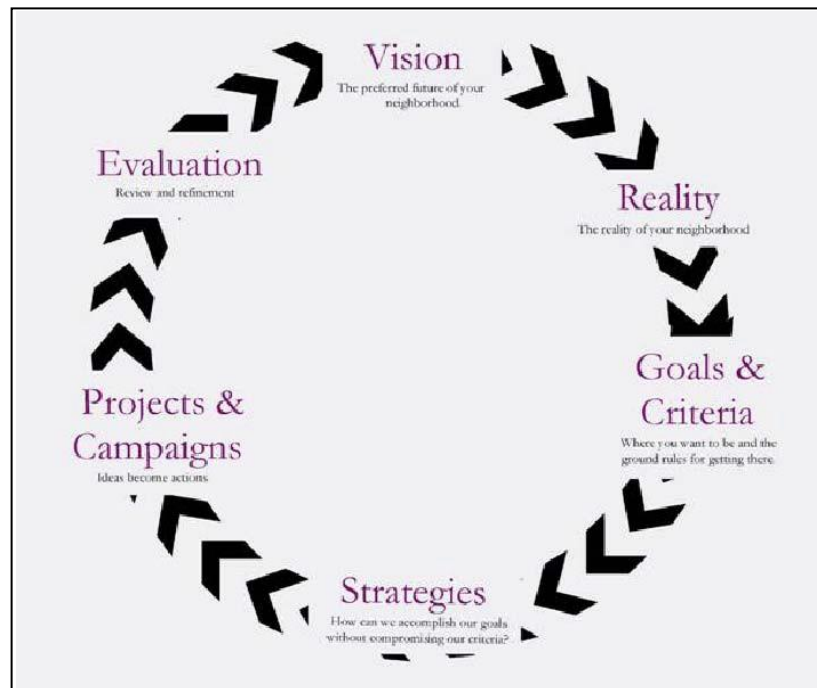 Vision
The preferred future of your
neighborhood.
Reality
The reality of your neighborhood
Goals &
Criteria
Where you want to be and the
ground rules for getting there.
Strategies
How can we accomplish our goals
without compromising our criteria?
Projects &
Campaigns
Ideas become actions
Evaluation
Review and refinement